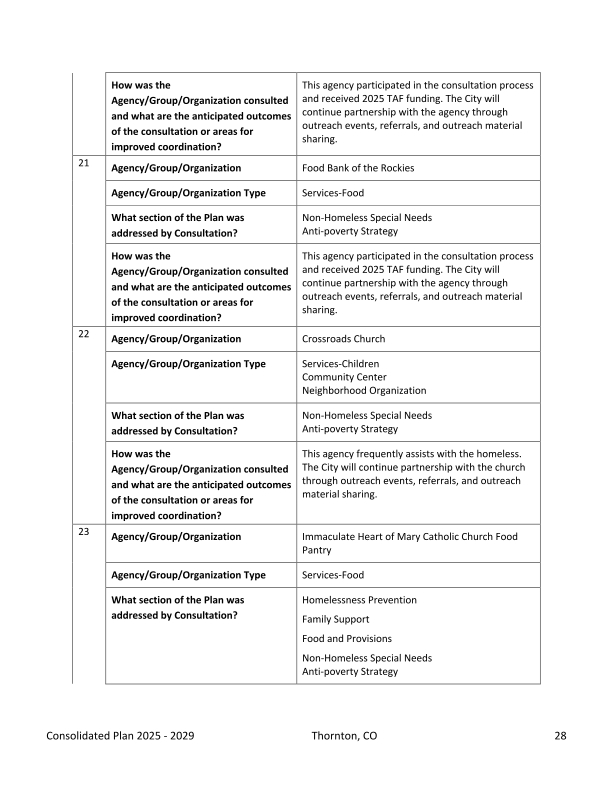 How was the
Agency/Group/Organization consulted
and what are the anticipated outcomes
of the consultation or areas for
improved coordination?
This agency participated in the consultation process
and received 2025 TAF funding. The City will
continue partnership with the agency through
outreach events, referrals, and outreach material
sharing.
21
Agency/Group/Organization
Food Bank of the Rockies
Agency/Group/Organization Type
Services-Food
What section of the Plan was
addressed by Consultation?
Non-Homeless Special Needs
Anti-poverty Strategy
How was the
Agency/Group/Organization consulted
and what are the anticipated outcomes
of the consultation or areas for
improved coordination?
This agency participated in the consultation process
and received 2025 TAF funding. The City will
continue partnership with the agency through
outreach events, referrals, and outreach material
sharing.
22
Agency/Group/Organization
Crossroads Church
Agency/Group/Organization Type
Services-Children
Community Center
Neighborhood Organization
What section of the Plan was
addressed by Consultation?
Non-Homeless Special Needs
Anti-poverty Strategy
How was the
Agency/Group/Organization consulted
and what are the anticipated outcomes
of the consultation or areas for
improved coordination?
This agency frequently assists with the homeless.
The City will continue partnership with the church
through outreach events, referrals, and outreach
material sharing.
23
Agency/Group/Organization
Immaculate Heart of Mary Catholic Church Food
Pantry
Agency/Group/Organization Type
Services-Food
What section of the Plan was
addressed by Consultation?
Homelessness Prevention
Family Support
Food and Provisions
Non-Homeless Special Needs
Anti-poverty Strategy
Consolidated Plan 2025 - 2029
Thornton, CO
28